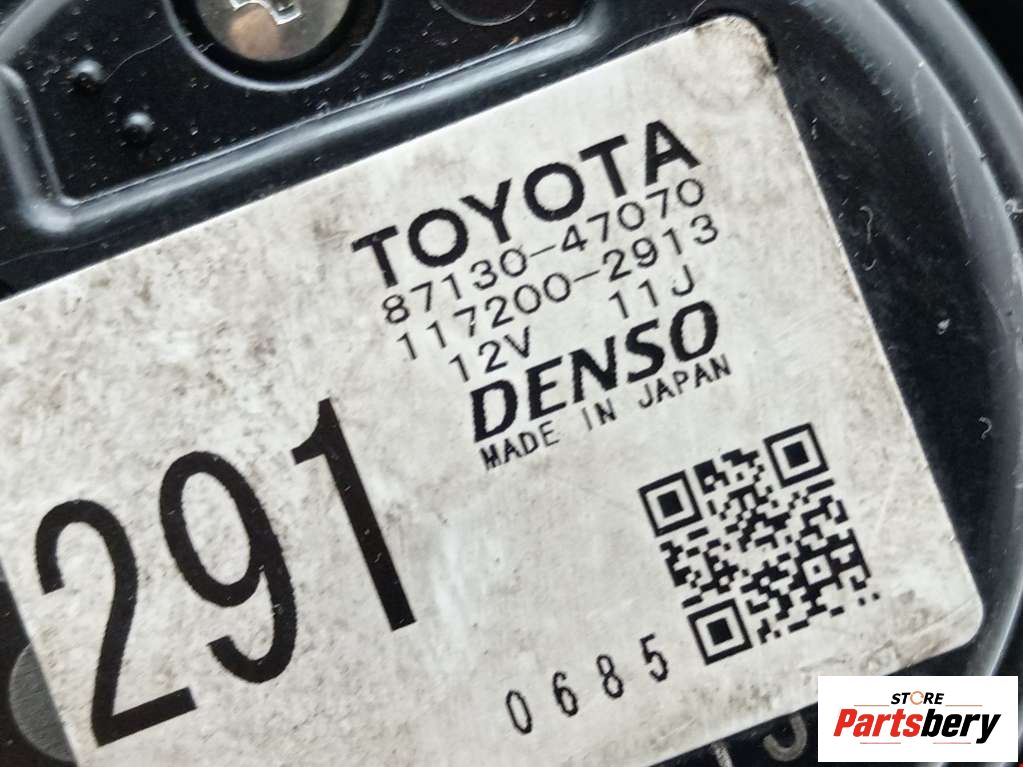 TOYOTA
87130-47070
117200-2913
12V 11J
DENSO
MADE IN JAPAN
291
0685
STORE
Partsbery